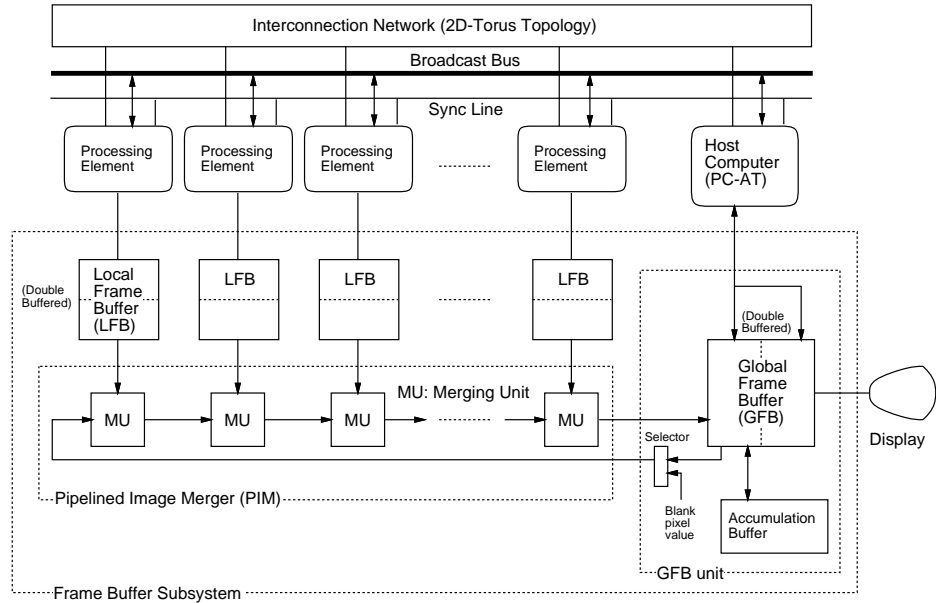 Interconnection Network (2D-Torus Topology)
Broadcast Bus
Sync Line
Processing
Element
Processing
Element
Processing
Element
Processing
Element
Host
Computer
(PC-AT)
(Double
Buffered)
Local
Frame
Buffer
(LFB)
LFB
LFB
LFB
(Double
Buffered)
Global
Frame
Buffer
(GFB)
MU: Merging Unit
MU
MU
MU
MU
Display
Selector
Pipelined Image Merger (PIM)
Blank
pixel
value
Accumulation
Buffer
GFB unit
Frame Buffer Subsystem